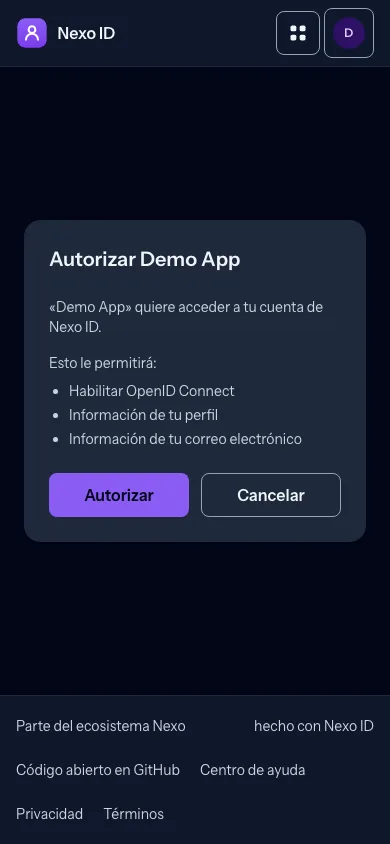 Nexo ID
D
Autorizar Demo App
«Demo App» quiere acceder a tu cuenta de
Nexo ID.
Esto le permitirá:
Habilitar OpenID Connect
Información de tu perfil
Información de tu correo electrónico
Autorizar
Cancelar
Parte del ecosistema Nexo
hecho con Nexo ID
Código abierto en GitHub
Centro de ayuda
Privacidad
Términos